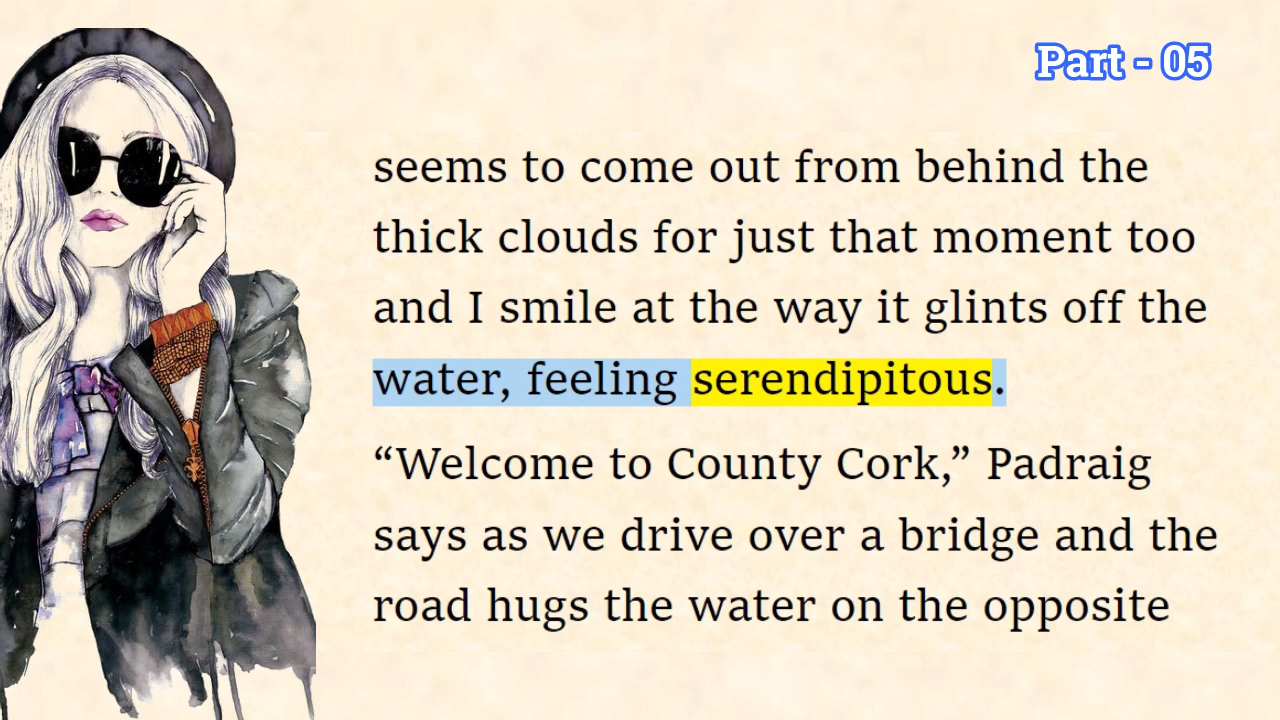 Part - 05
seems to come out from behind the
thick clouds for just that moment too
and I smile at the way it glints off the
water, feeling serendipitous.
“Welcome to County Cork,” Padraig
says as we drive over a bridge and the
road hugs the water on the opposite